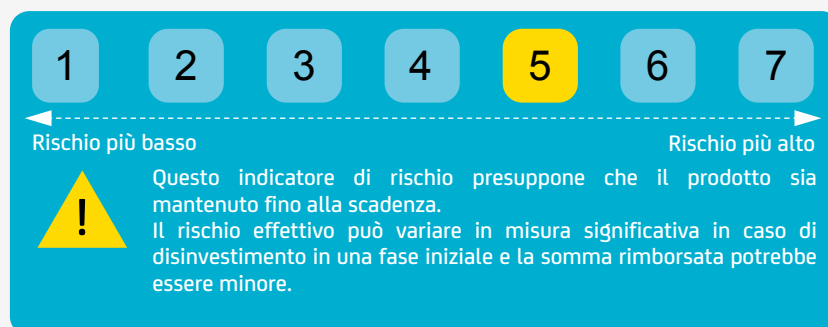 1 2 3 4 5 6 7
Rischio più basso Rischio più alto
!
Questo indicatore di rischio presuppone che il prodotto sia
mantenuto fino alla scadenza.
Il rischio effettivo può variare in misura significativa in caso di
disinvestimento in una fase iniziale e la somma rimborsata potrebbe
essere minore.